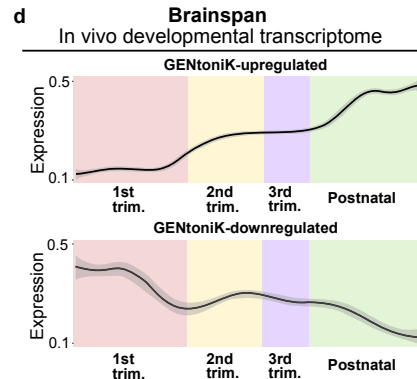 d
Brainspan
In vivo developmental transcriptome
GENtoniK-upregulated
0.5
Expression
0.1
1st trim.
2nd trim.
3rd trim.
Postnatal
GENtoniK-downregulated
0.5
Expression
0.1
1st trim.
2nd trim.
3rd trim.
Postnatal